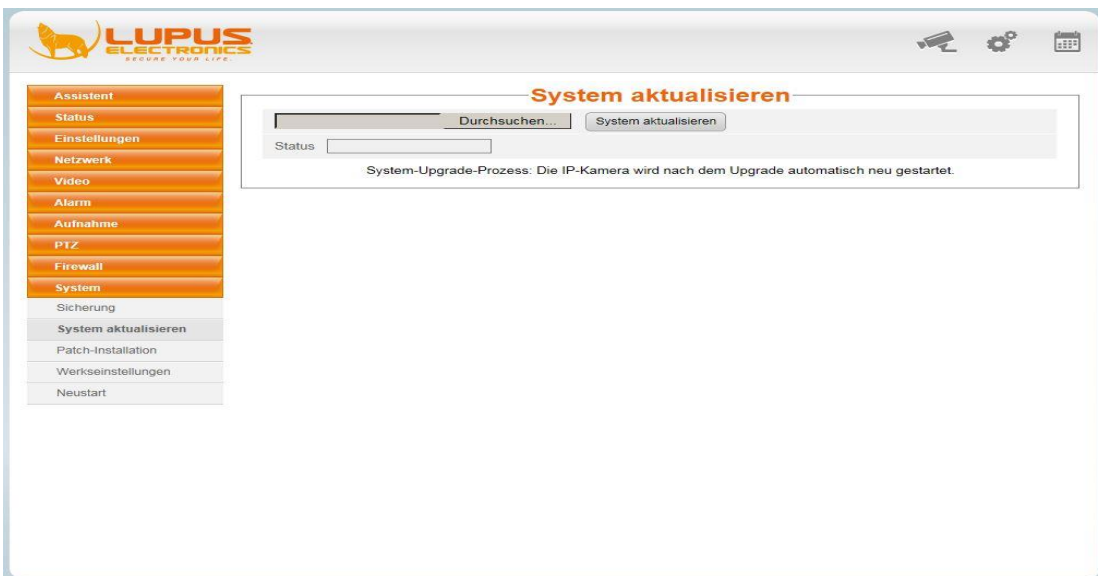 LUPUS
ELECTRONICS
SECURE YOUR LIFE.
Assistent
Status
Einstellungen
Netzwerk
Video
Alarm
Aufnahme
PTZ
Firewall
System
Sicherung
System aktualisieren
Patch-Installation
Werkseinstellungen
Neustart
System aktualisieren
Durchsuchen... System aktualisieren
Status
System-Upgrade-Prozess: Die IP-Kamera wird nach dem Upgrade automatisch neu gestartet.